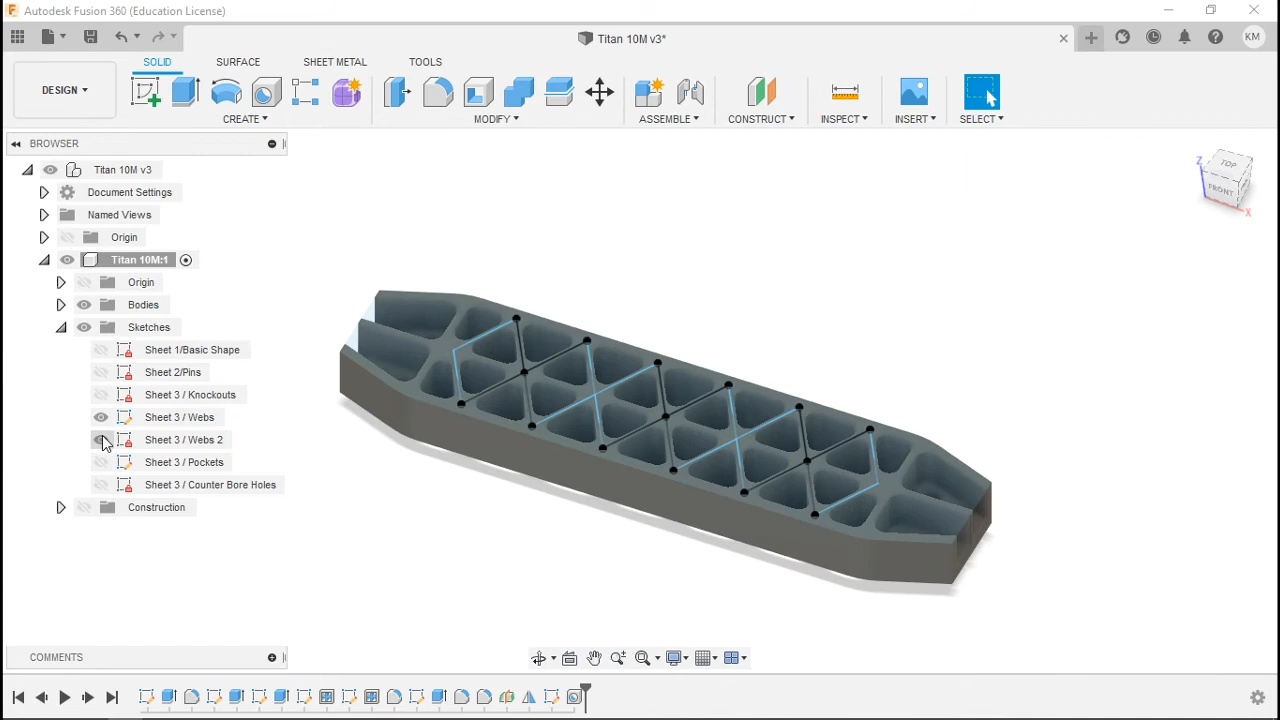 Autodesk Fusion 360 (Education License)
Titan 10M v3*
KM
DESIGN
SOLID
SURFACE
SHEET METAL
TOOLS
CREATE
MODIFY
ASSEMBLE
CONSTRUCT
INSPECT
INSERT
SELECT
BROWSER
Titan 10M v3
Document Settings
Named Views
Origin
Titan 10M:1
Origin
Bodies
Sketches
Sheet 1/Basic Shape
Sheet 2/Pins
Sheet 3 / Knockouts
Sheet 3 / Webs
Sheet 3 / Webs 2
Sheet 3 / Pockets
Sheet 3 / Counter Bore Holes
Construction
Z
TOP
FRONT
X
COMMENTS